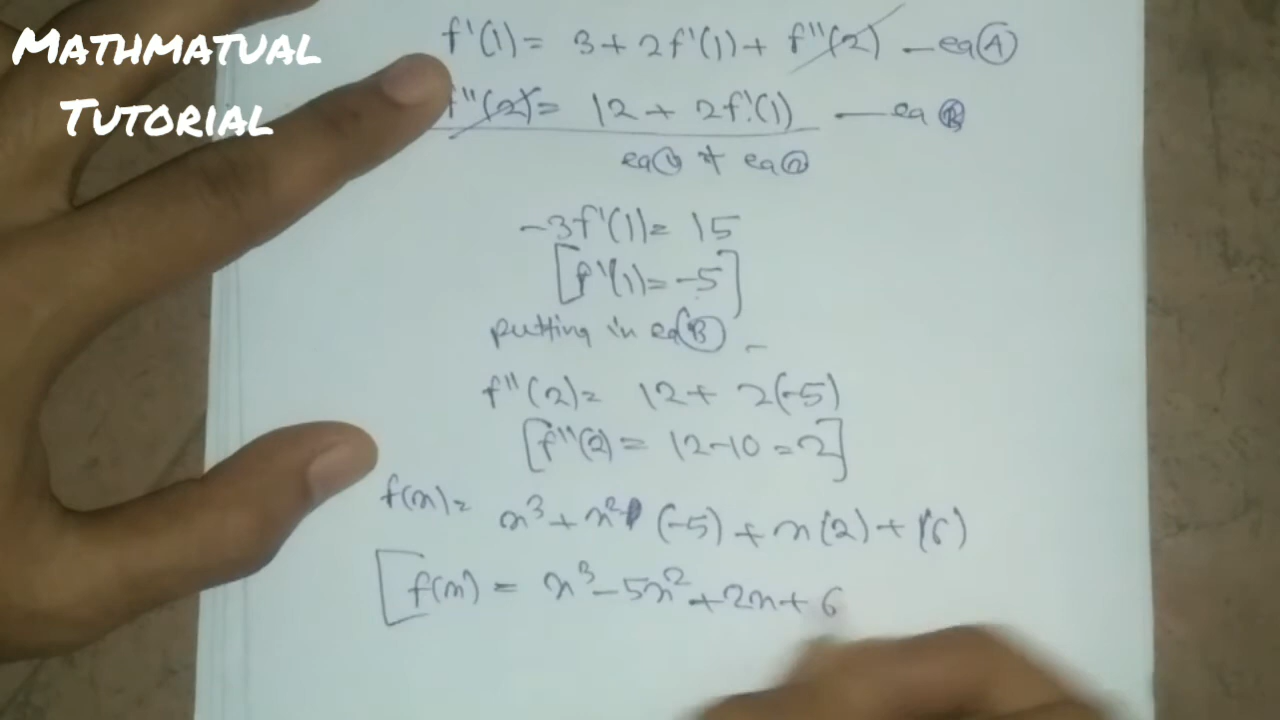 MATHMATUAL
TUTORIAL
f'(1) = 3 + 2f'(1) + f''(2) — eq (A)
f''(2) = 12 + 2f'(1) — eq (B)
-3f'(1) = 15
[f'(1) = -5]
putting in eq (B) –
f''(2) = 12 + 2(-5)
[f''(2) = 12-10 = 2]
f(x) = x³ + x² (-5) + x(2) + (6)
[f(x) = x³ - 5x² + 2x + 6